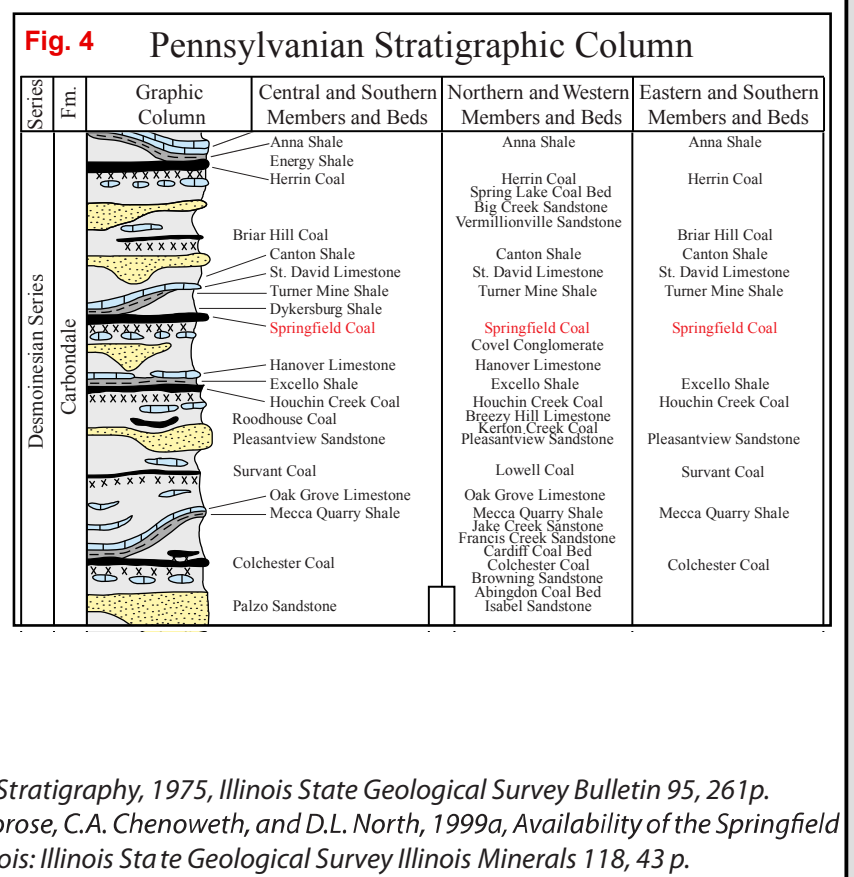 Fig. 4
Pennsylvanian Stratigraphic Column
Series
Fm.
Graphic
Column
Central and Southern
Members and Beds
Northern and Western
Members and Beds
Eastern and Southern
Members and Beds
Desmoinesian Series
Carbondale
Anna Shale
Energy Shale
Herrin Coal
Briar Hill Coal
Canton Shale
St. David Limestone
Turner Mine Shale
Dykersburg Shale
Springfield Coal
Hanover Limestone
Excello Shale
Houchin Creek Coal
Roodhouse Coal
Pleasantview Sandstone
Survant Coal
Oak Grove Limestone
Mecca Quarry Shale
Colchester Coal
Palzo Sandstone
Anna Shale
Herrin Coal
Spring Lake Coal Bed
Big Creek Sandstone
Vermillionville Sandstone
Canton Shale
St. David Limestone
Turner Mine Shale
Springfield Coal
Covel Conglomerate
Hanover Limestone
Excello Shale
Houchin Creek Coal
Breezy Hill Limestone
Kerton Creek Coal
Pleasantview Sandstone
Lowell Coal
Oak Grove Limestone
Mecca Quarry Shale
Jake Creek Sanstone
Francis Creek Sandstone
Cardiff Coal Bed
Colchester Coal
Browning Sandstone
Abingdon Coal Bed
Isabel Sandstone
Anna Shale
Herrin Coal
Briar Hill Coal
Canton Shale
St. David Limestone
Turner Mine Shale
Springfield Coal
Excello Shale
Houchin Creek Coal
Pleasantview Sandstone
Survant Coal
Mecca Quarry Shale
Colchester Coal
Stratigraphy, 1975, Illinois State Geological Survey Bulletin 95, 261p.
brose, C.A. Chenoweth, and D.L. North, 1999a, Availability of the Springfield
ois: Illinois State Geological Survey Illinois Minerals 118, 43 p.